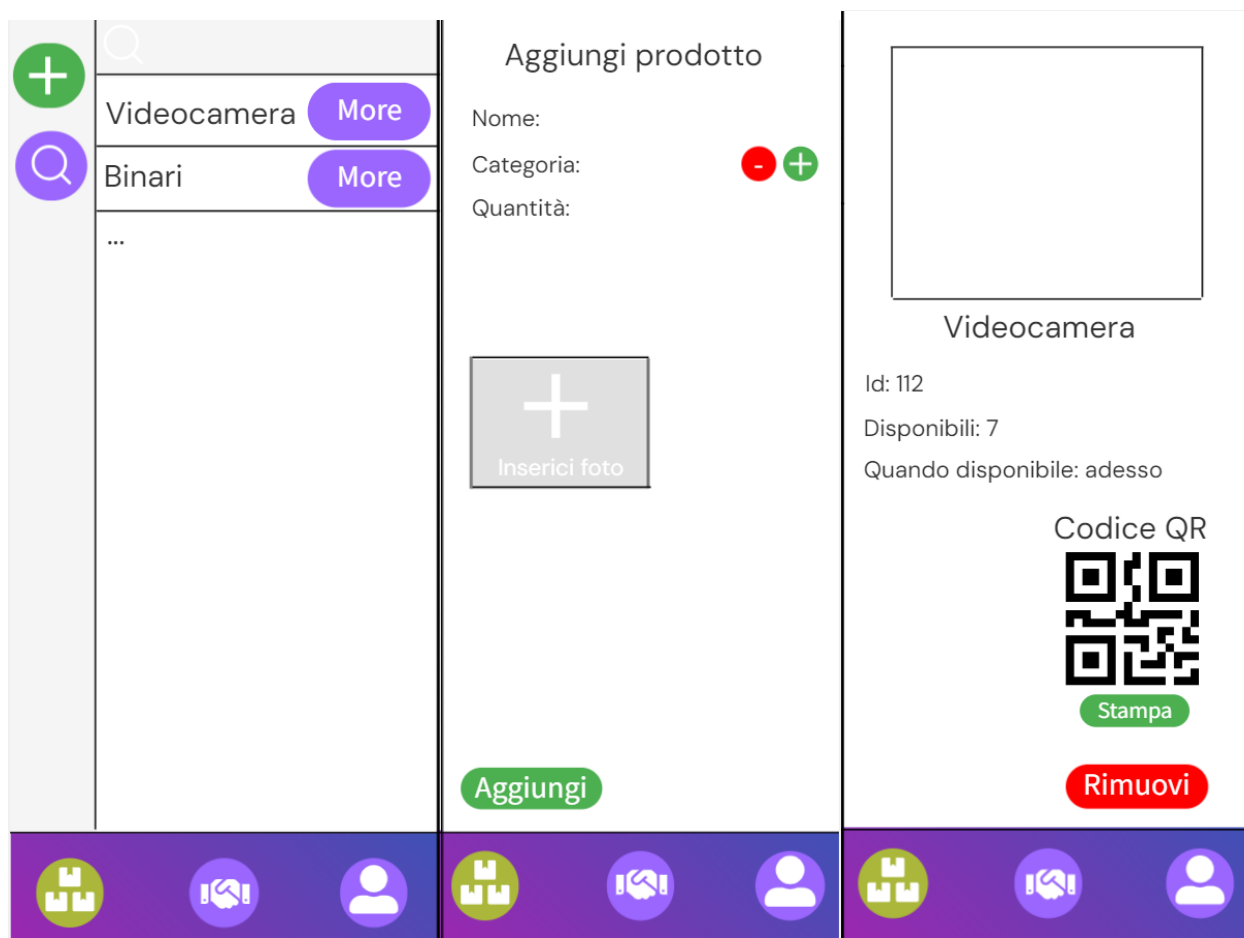 Videocamera More
Binari More
...
Aggiungi prodotto
Nome:
Categoria: - +
Quantità:
Inserici foto
Aggiungi
Videocamera
Id: 112
Disponibili: 7
Quando disponibile: adesso
Codice QR
Stampa
Rimuovi